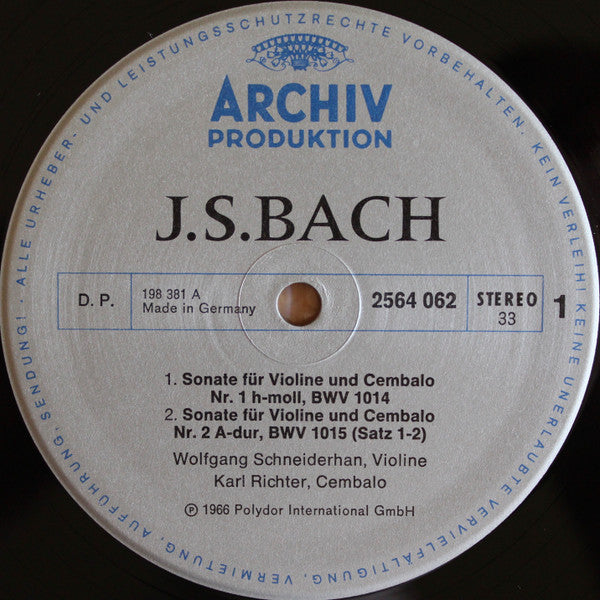 ALLE URHEBER- UND LEISTUNGSSCHUTZRECHTE VORBEHALTEN. KEIN VERLEIH! KEINE UNERLAUBTE VERVIELFÄLTIGUNG, VERMIETUNG, AUFFÜHRUNG, SENDUNG! ·
ARCHIV
PRODUKTION
J.S.BACH
D. P.
198 381 A
Made in Germany
2564 062
STEREO
33
1
1. Sonate für Violine und Cembalo
Nr. 1 h-moll, BWV 1014
2. Sonate für Violine und Cembalo
Nr. 2 A-dur, BWV 1015 (Satz 1-2)
Wolfgang Schneiderhan, Violine
Karl Richter, Cembalo
℗ 1966 Polydor International GmbH